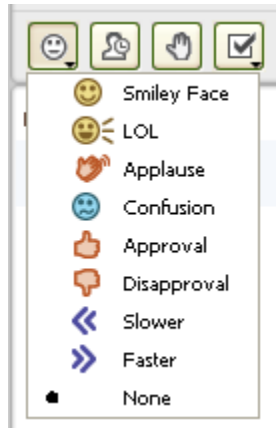 Smiley Face
LOL
Applause
Confusion
Approval
Disapproval
Slower
Faster
None